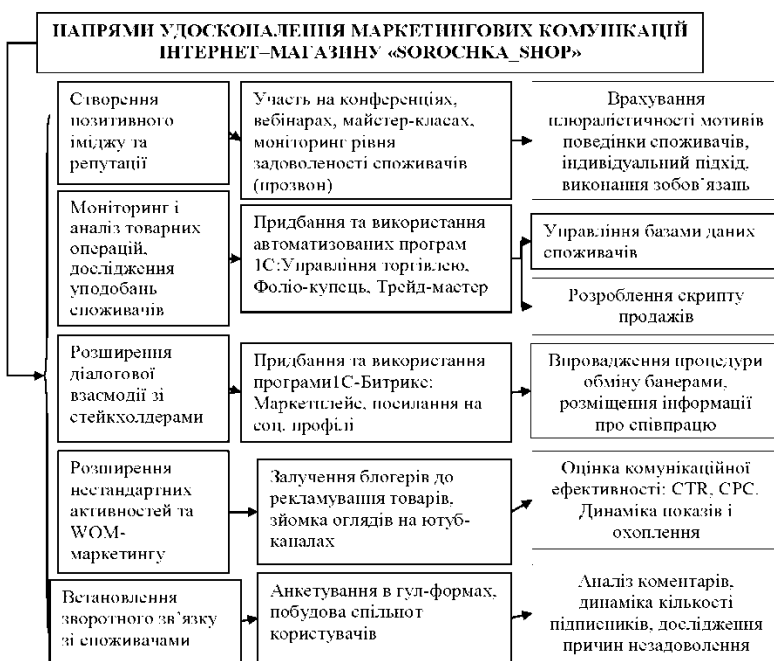 НАПРЯМИ УДОСКОНАЛЕННЯ МАРКЕТИНГОВИХ КОМУНІКАЦІЙ
ІНТЕРНЕТ–МАГАЗИНУ «SOROCHKA_SHOP»
Створення
позитивного
іміджу та
репутації
Участь на конференціях,
вебінарах, майстер-класах,
моніторинг рівня
задоволеності споживачів
(прозвон)
Врахування
плюралістичності мотивів
поведінки споживачів,
індивідуальний підхід,
виконання зобов`язань
Моніторинг і
аналіз товарних
операцій,
дослідження
уподобань
споживачів
Придбання та використання
автоматизованих програм
1С:Управління торгівлею,
Фоліо-купець, Трейд-мастер
Управління базами даних
споживачів
Розроблення скрипту
продажів
Розширення
діалогової
взаємодії зі
стейкхолдерами
Придбання та використання
програми1С-Битрикс:
Маркетплейс, посилання на
соц. профілі
Впровадження процедури
обміну банерами,
розміщення інформації
про співпрацю
Розширення
нестандартних
активностей та
WOM-
маркетингу
Залучення блогерів до
рекламування товарів,
зйомка оглядів на ютуб-
каналах
Оцінка комунікаційної
ефективності: CTR, CPC.
Динаміка показів і
охоплення
Встановлення
зворотного зв’язку
зі споживачами
Анкетування в гугл-формах,
побудова спільнот
користувачів
Аналіз коментарів,
динаміка кількості
підписників, дослідження
причин незадоволення